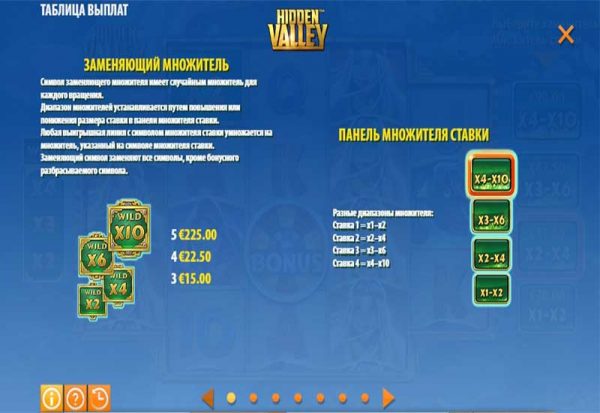 ТАБЛИЦА ВЫПЛАТ
HIDDEN™
VALLEY
ЗАМЕНЯЮЩИЙ МНОЖИТЕЛЬ
Символ заменяющего множителя имеет случайным множитель для
каждого вращения.
Диапазон множителей устанавливается путем повышения или
понижения размера ставки в панели множителя ставки.
Любая выигрышная линия с символом множителя ставки умножается на
множитель, указанный на символе множителя ставки.
Заменяющий символ заменяют все символы, кроме бонусного
разбрасываемого символа.
WILD
X10
WILD
X6
WILD
X4
WILD
X2
5 €225.00
4 €22.50
3 €15.00
ПАНЕЛЬ МНОЖИТЕЛЯ СТАВКИ
Разные диапазоны множителя:
Ставка 1 = x1-x2
Ставка 2 = x2-x4
Ставка 3 = x3-x6
Ставка 4 = x4-x10
X4-X10
X3-X6
X2-X4
X1-X2